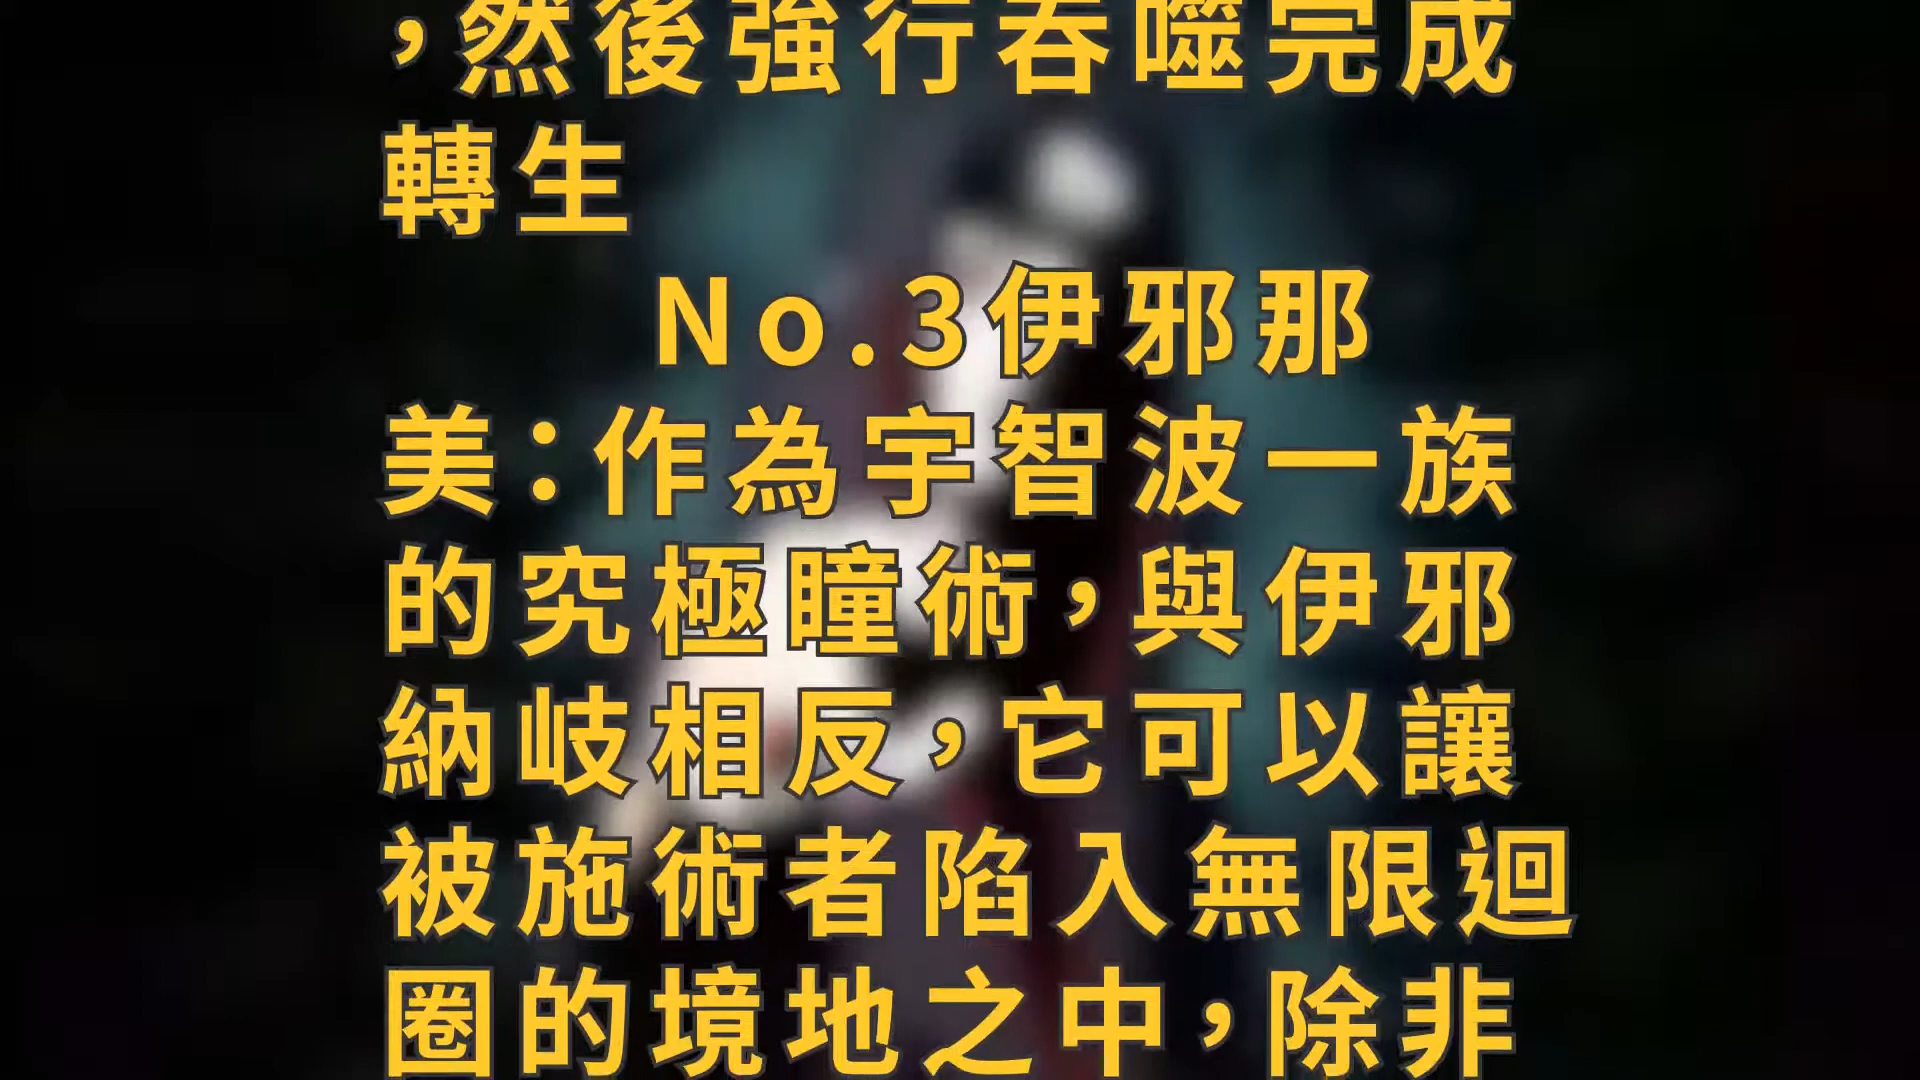 ，然後強行吞噬完成
轉生
No.3伊邪那
美：作為宇智波一族
的究極瞳術，與伊邪
納岐相反，它可以讓
被施術者陷入無限迴
圈的境地之中，除非